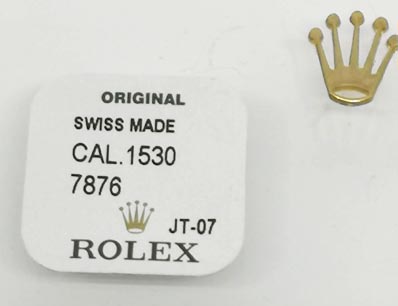 ORIGINAL
SWISS MADE
CAL.1530
7876
JT-07
ROLEX